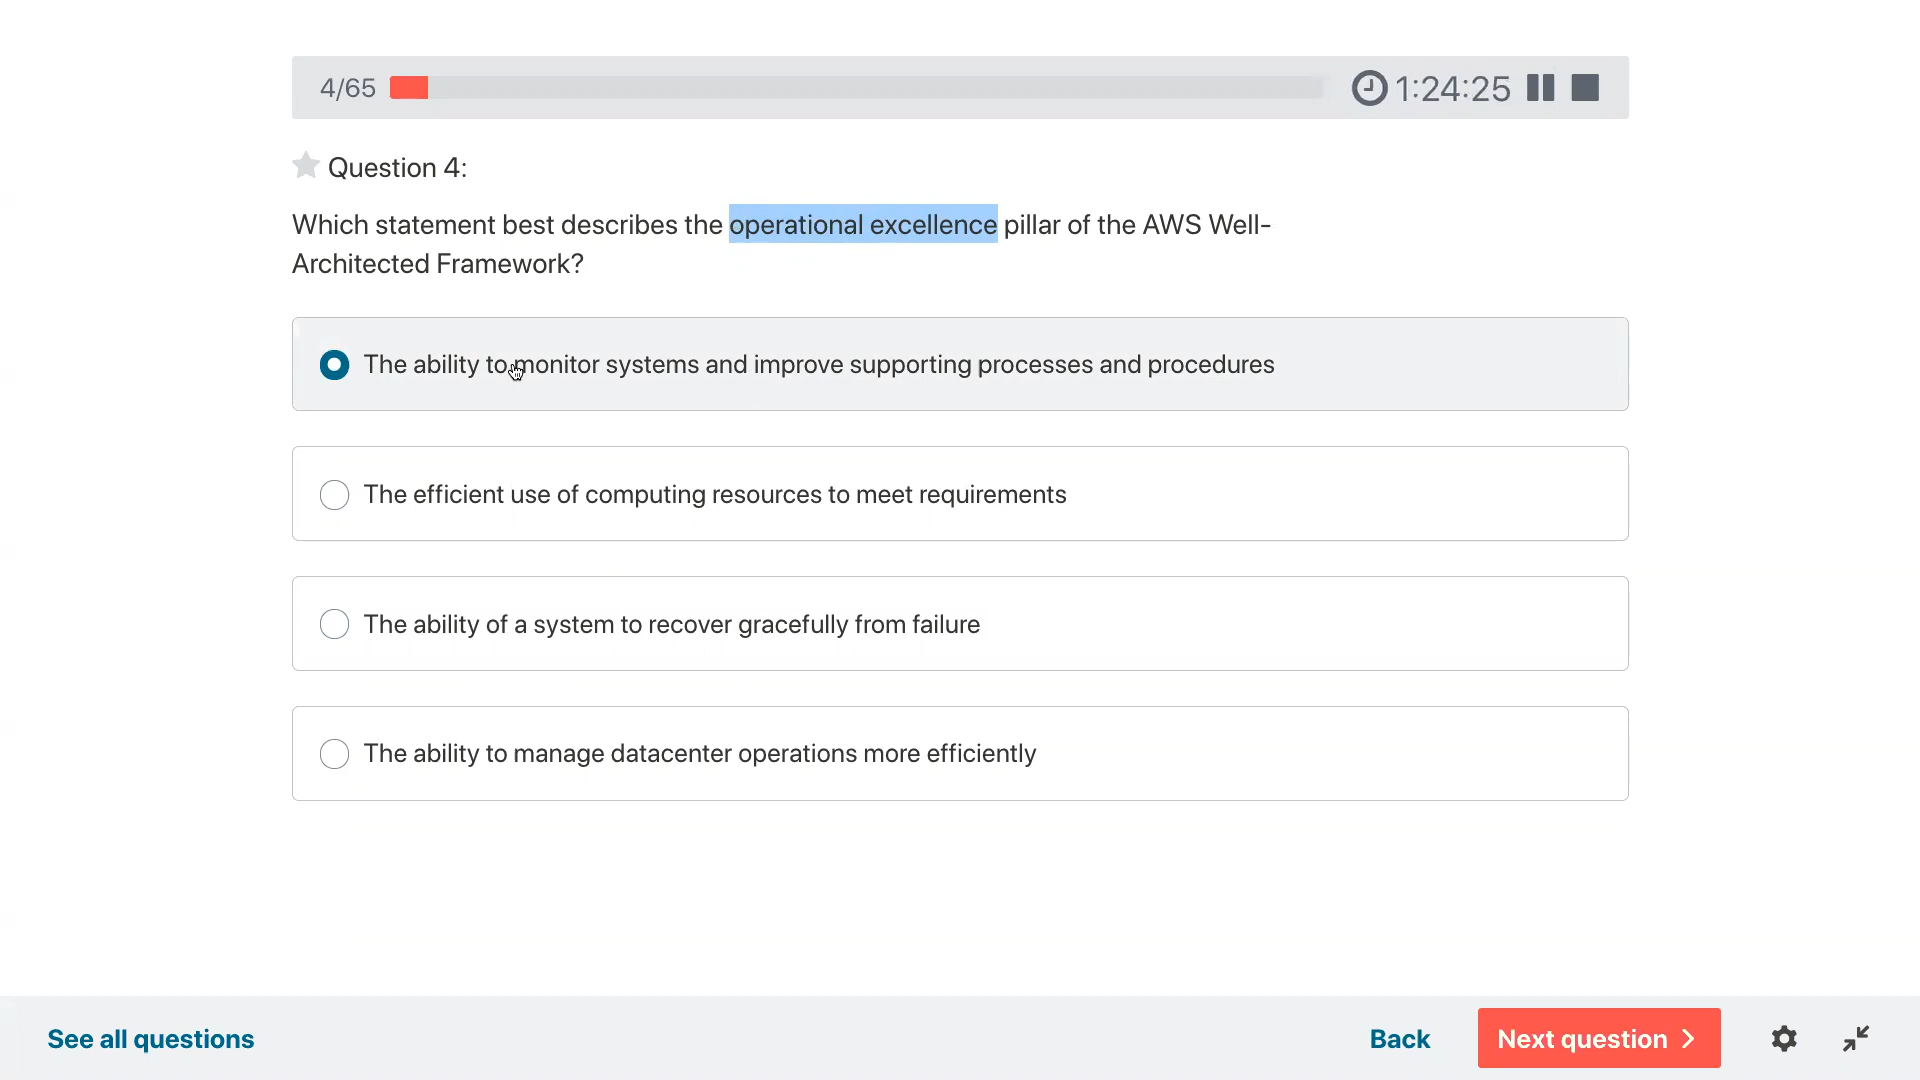 4/65
1:24:25
Question 4:
Which statement best describes the operational excellence pillar of the AWS Well-
Architected Framework?
The ability to monitor systems and improve supporting processes and procedures
The efficient use of computing resources to meet requirements
The ability of a system to recover gracefully from failure
The ability to manage datacenter operations more efficiently
See all questions
Back
Next question